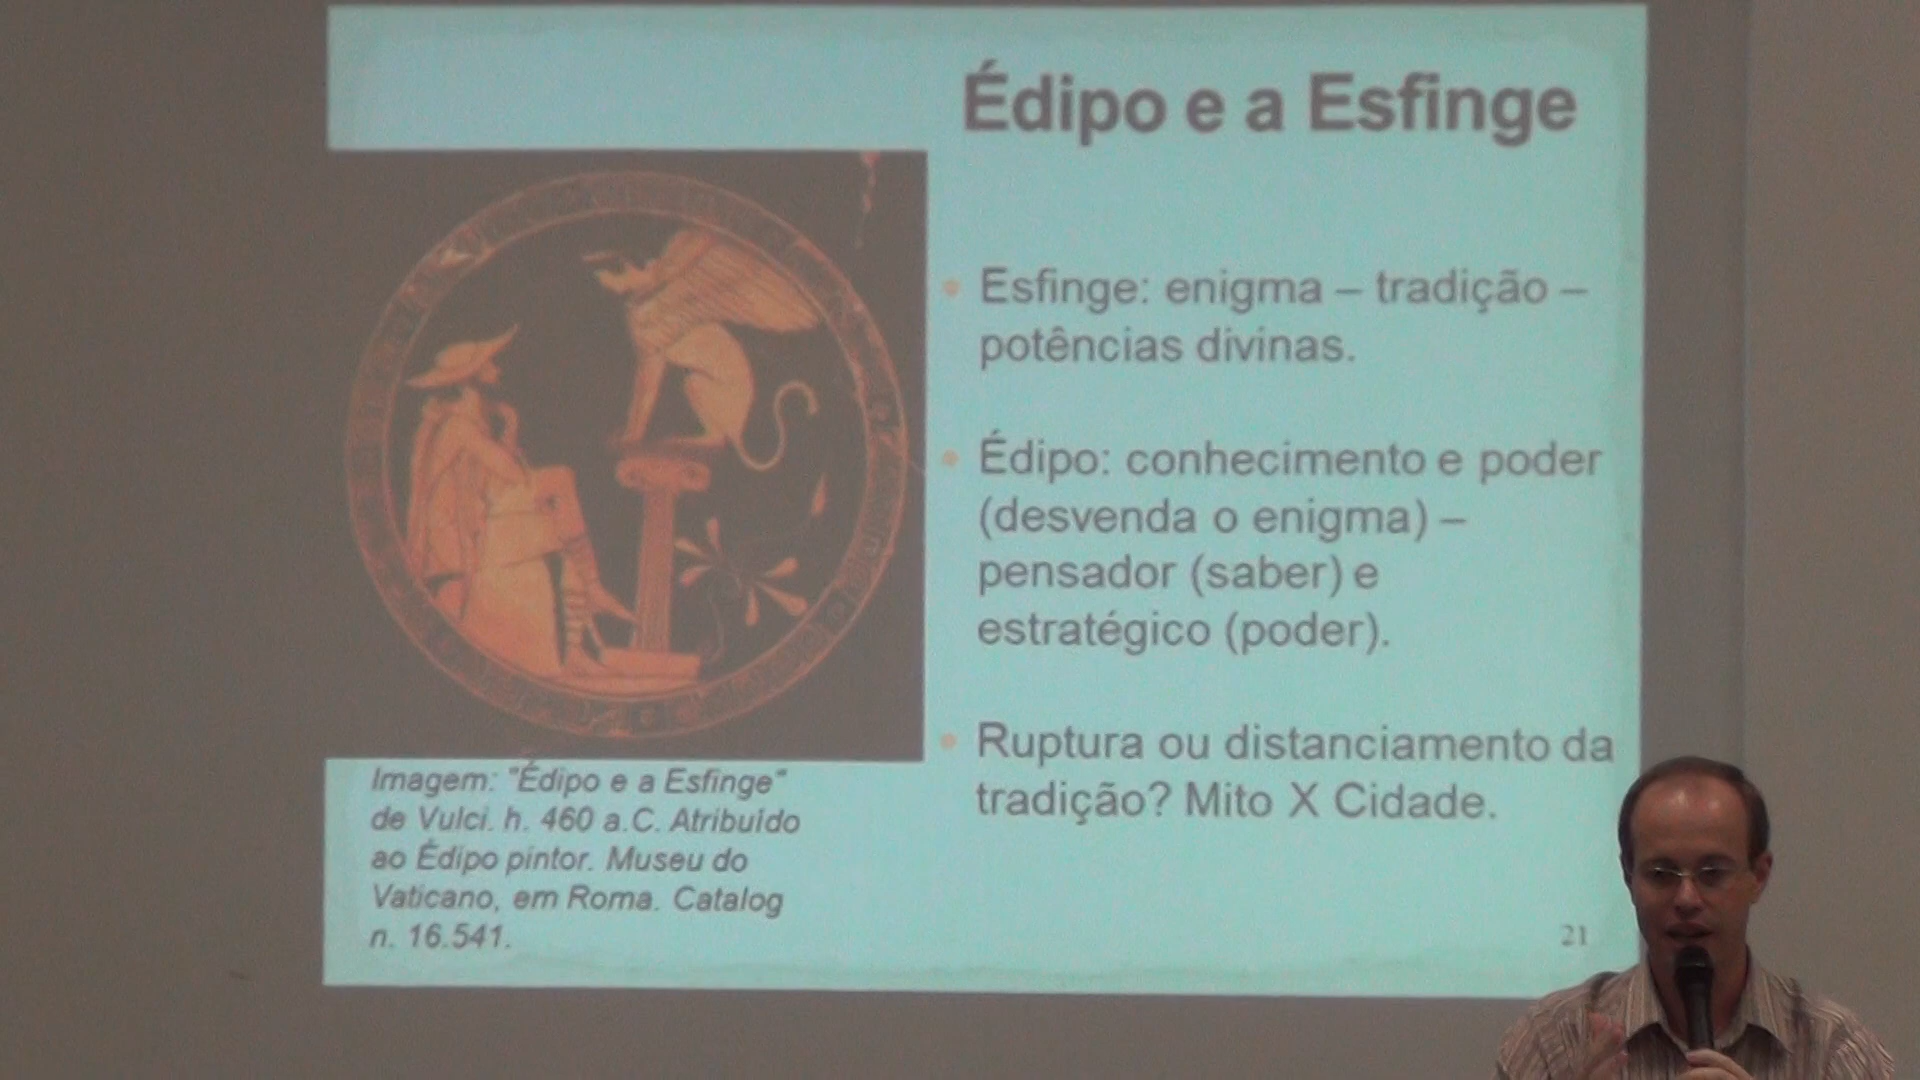 Édipo e a Esfinge
Esfinge: enigma – tradição –
potências divinas.
Édipo: conhecimento e poder
(desvenda o enigma) –
pensador (saber) e
estratégico (poder).
Ruptura ou distanciamento da
tradição? Mito X Cidade.
Imagem: "Édipo e a Esfinge"
de Vulci. h. 460 a.C. Atribuído
ao Édipo pintor. Museu do
Vaticano, em Roma. Catalog
n. 16.541.
21